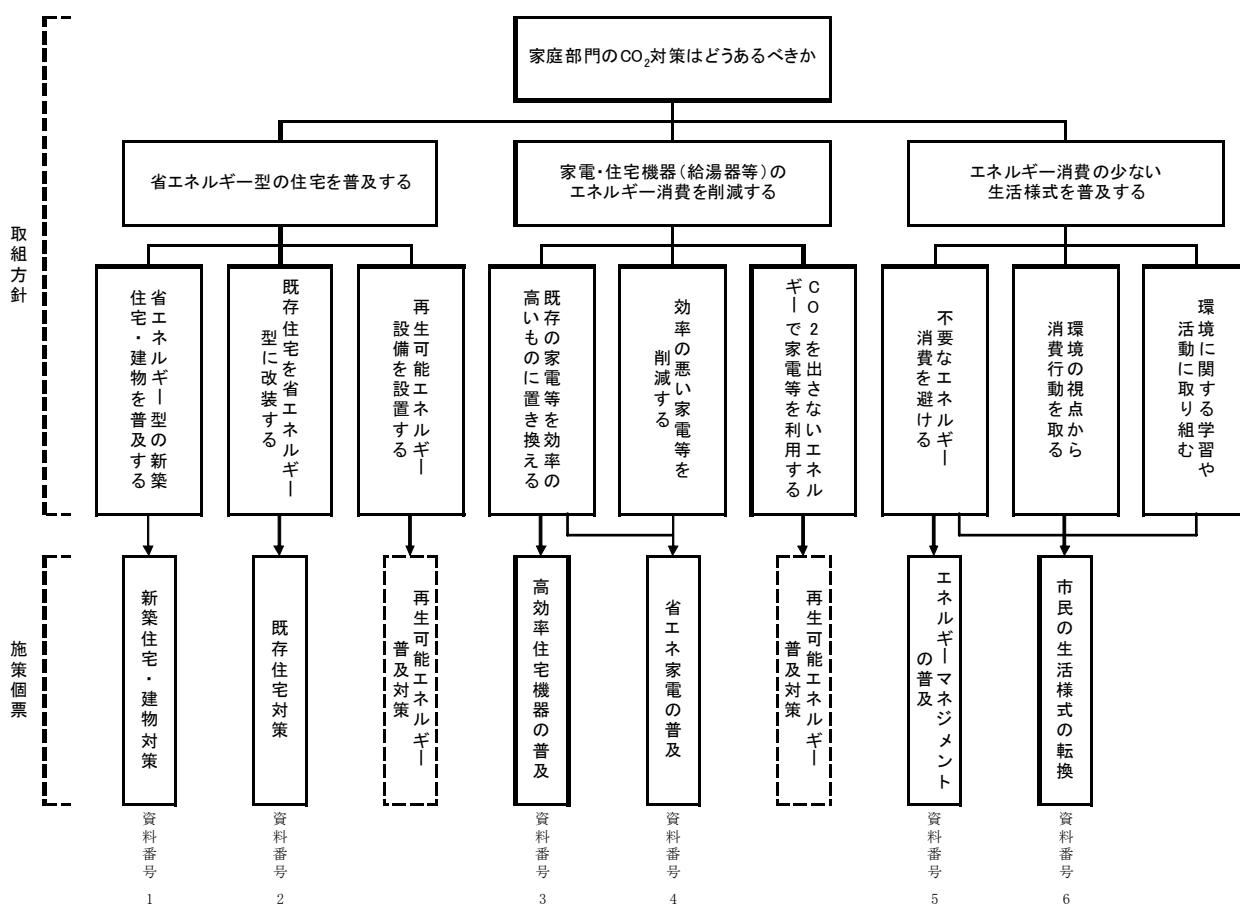 家庭部門のCO₂対策はどうあるべきか
省エネルギー型の住宅を普及する
家電・住宅機器(給湯器等)の
エネルギー消費を削減する
エネルギー消費の少ない
生活様式を普及する
取組方針
省エネルギー型の新築
住宅・建物を普及する
既存住宅を省エネルギー
型に改装する
再生可能エネルギー
設備を設置する
既存の家電等を効率の
高いものに置き換える
効率の悪い家電等を
削減する
CO2を出さないエネル
ギーで家電等を利用する
不要なエネルギー
消費を避ける
環境の視点から
消費行動を取る
環境に関する学習や
活動に取り組む
施策個票
新築住宅・建物対策
既存住宅対策
再生可能エネルギー
普及対策
高効率住宅機器の普及
省エネ家電の普及
再生可能エネルギー
普及対策
エネルギーマネジメント
の普及
市民の生活様式の転換
資料番号
1
資料番号
2
資料番号
3
資料番号
4
資料番号
5
資料番号
6